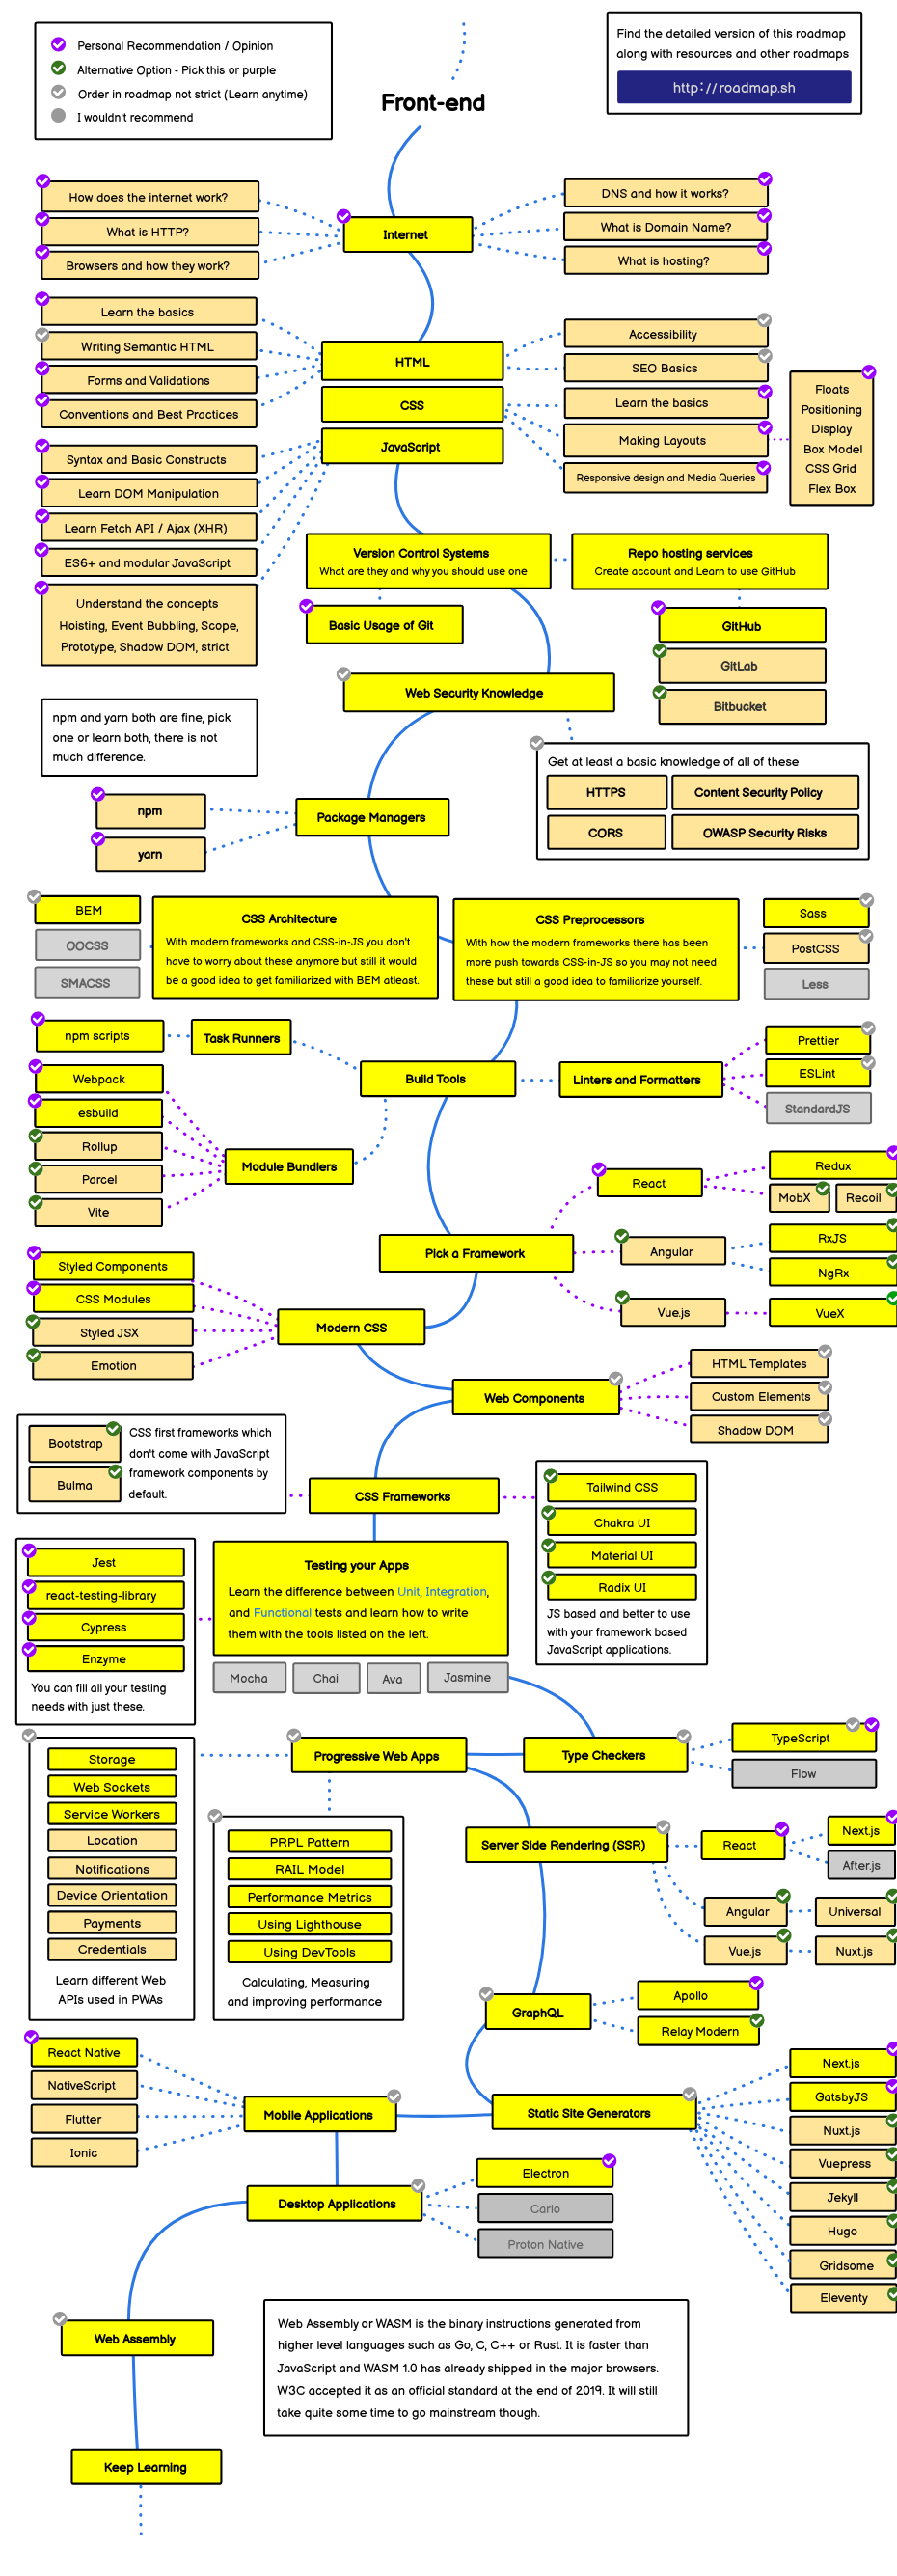 Personal Recommendation / Opinion
Alternative Option - Pick this or purple
Order in roadmap not strict (Learn anytime)
I wouldn't recommend
Find the detailed version of this roadmap
along with resources and other roadmaps
http://roadmap.sh
Front-end
How does the internet work?
What is HTTP?
Browsers and how they work?
Internet
DNS and how it works?
What is Domain Name?
What is hosting?
Learn the basics
Writing Semantic HTML
Forms and Validations
Conventions and Best Practices
HTML
Accessibility
SEO Basics
CSS
Learn the basics
Making Layouts
Responsive design and Media Queries
Floats
Positioning
Display
Box Model
CSS Grid
Flex Box
JavaScript
Syntax and Basic Constructs
Learn DOM Manipulation
Learn Fetch API / Ajax (XHR)
ES6+ and modular JavaScript
Understand the concepts
Hoisting, Event Bubbling, Scope,
Prototype, Shadow DOM, strict
Version Control Systems
What are they and why you should use one
Repo hosting services
Create account and Learn to use GitHub
Basic Usage of Git
GitHub
GitLab
Bitbucket
Web Security Knowledge
Get at least a basic knowledge of all of these
HTTPS
Content Security Policy
CORS
OWASP Security Risks
npm and yarn both are fine, pick
one or learn both, there is not
much difference.
npm
yarn
Package Managers
BEM
OOCSS
SMACSS
CSS Architecture
With modern frameworks and CSS-in-JS you don't
have to worry about these anymore but still it would
be a good idea to get familiarized with BEM atleast.
CSS Preprocessors
With how the modern frameworks there has been
more push towards CSS-in-JS so you may not need
these but still a good idea to familiarize yourself.
Sass
PostCSS
Less
npm scripts
Task Runners
Build Tools
Linters and Formatters
Prettier
ESLint
StandardJS
Webpack
esbuild
Rollup
Parcel
Vite
Module Bundlers
Pick a Framework
React
Redux
MobX
Recoil
Angular
RxJS
NgRx
Vue.js
VueX
Styled Components
CSS Modules
Styled JSX
Emotion
Modern CSS
Web Components
HTML Templates
Custom Elements
Shadow DOM
Bootstrap
Bulma
CSS first frameworks which
don't come with JavaScript
framework components by
default.
CSS Frameworks
Tailwind CSS
Chakra UI
Material UI
Radix UI
JS based and better to use
with your framework based
JavaScript applications.
Jest
react-testing-library
Cypress
Enzyme
You can fill all your testing
needs with just these.
Testing your Apps
Learn the difference between Unit, Integration,
and Functional tests and learn how to write
them with the tools listed on the left.
Mocha
Chai
Ava
Jasmine
Progressive Web Apps
Type Checkers
TypeScript
Flow
Storage
Web Sockets
Service Workers
Location
Notifications
Device Orientation
Payments
Credentials
Learn different Web
APIs used in PWAs
PRPL Pattern
RAIL Model
Performance Metrics
Using Lighthouse
Using DevTools
Calculating, Measuring
and improving performance
Server Side Rendering (SSR)
React
Next.js
After.js
Angular
Universal
Vue.js
Nuxt.js
GraphQL
Apollo
Relay Modern
React Native
NativeScript
Flutter
Ionic
Mobile Applications
Static Site Generators
Next.js
GatsbyJS
Nuxt.js
Vuepress
Jekyll
Hugo
Gridsome
Eleventy
Desktop Applications
Electron
Carlo
Proton Native
Web Assembly
Web Assembly or WASM is the binary instructions generated from
higher level languages such as Go, C, C++ or Rust. It is faster than
JavaScript and WASM 1.0 has already shipped in the major browsers.
W3C accepted it as an official standard at the end of 2019. It will still
take quite some time to go mainstream though.
Keep Learning